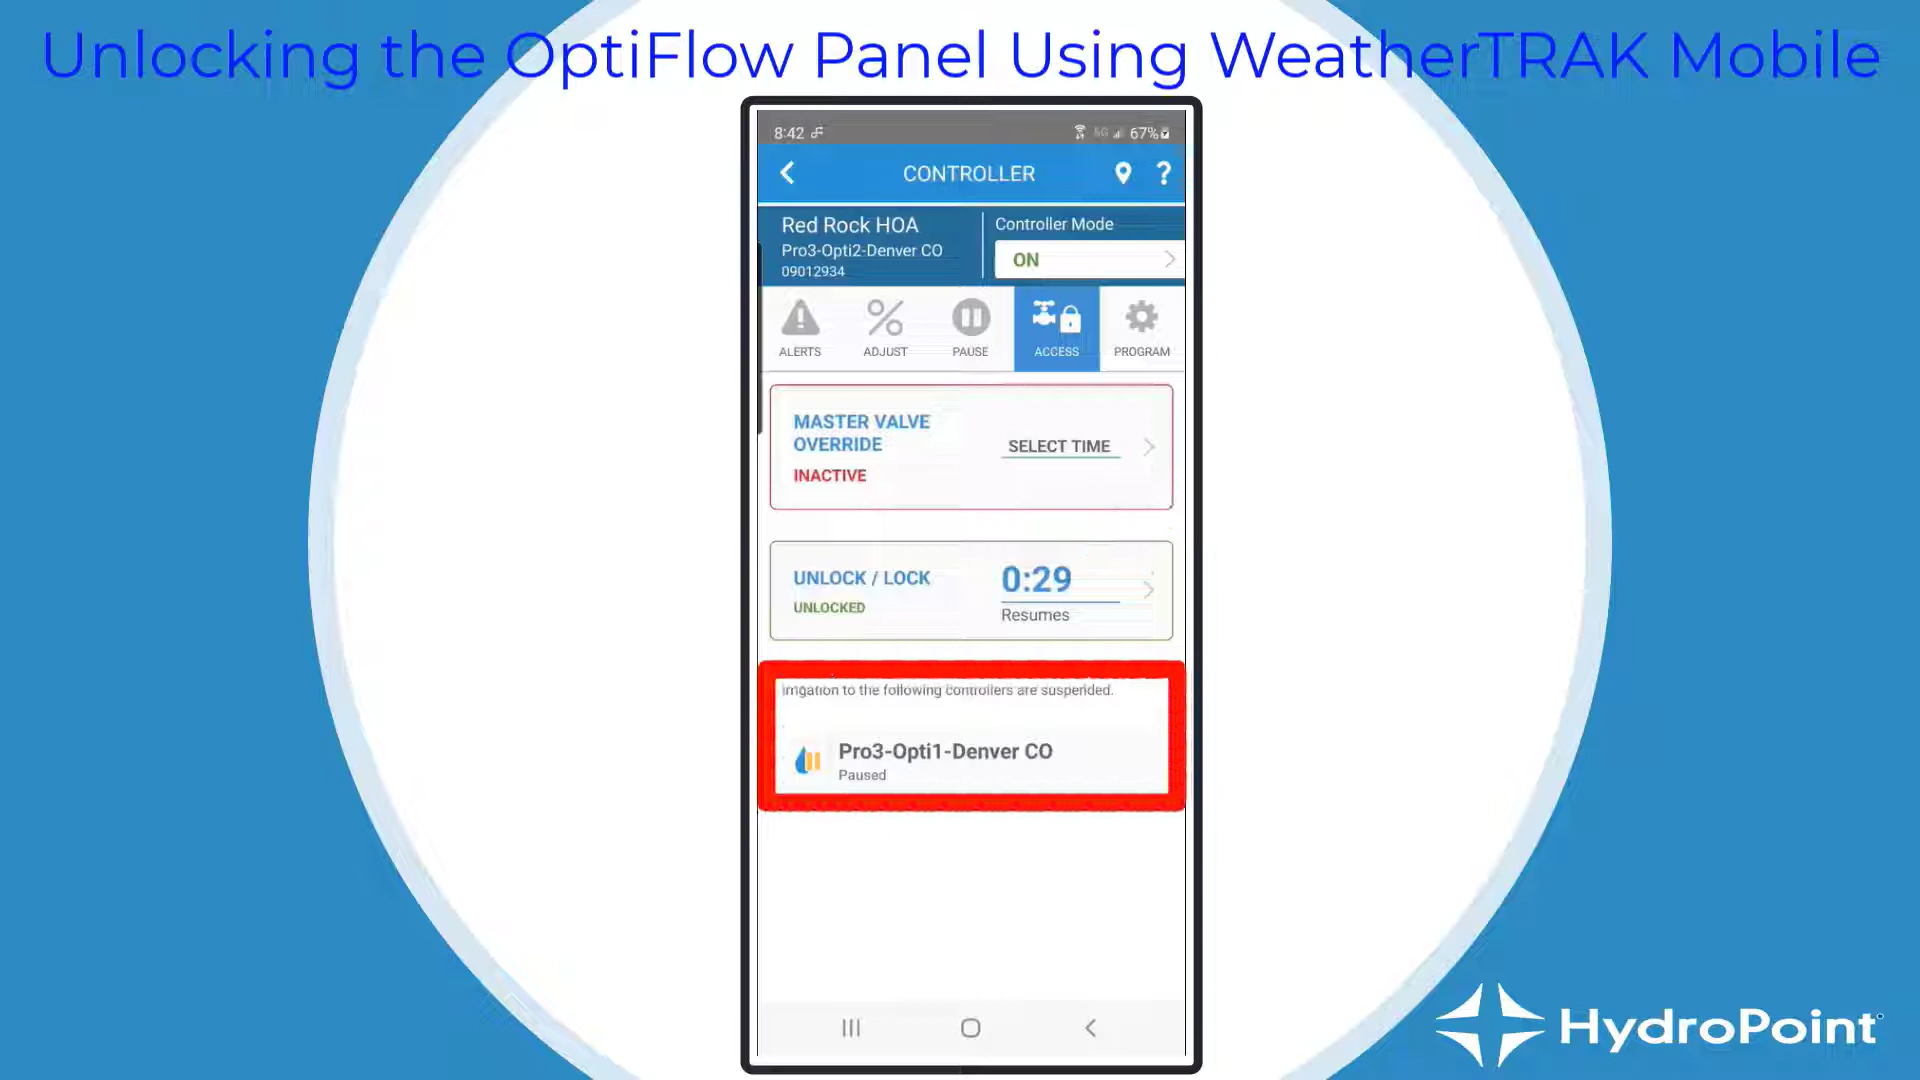 Unlocking the OptiFlow Panel Using WeatherTRAK Mobile
8:42 5G 67%
CONTROLLER ?
Red Rock HOA
Pro3-Opti2-Denver CO
09012934
Controller Mode
ON
ALERTS ADJUST PAUSE ACCESS PROGRAM
MASTER VALVE
OVERRIDE
INACTIVE
SELECT TIME
UNLOCK / LOCK
UNLOCKED
0:29
Resumes
Irrigation to the following controllers are suspended.
Pro3-Opti1-Denver CO
Paused
HydroPoint